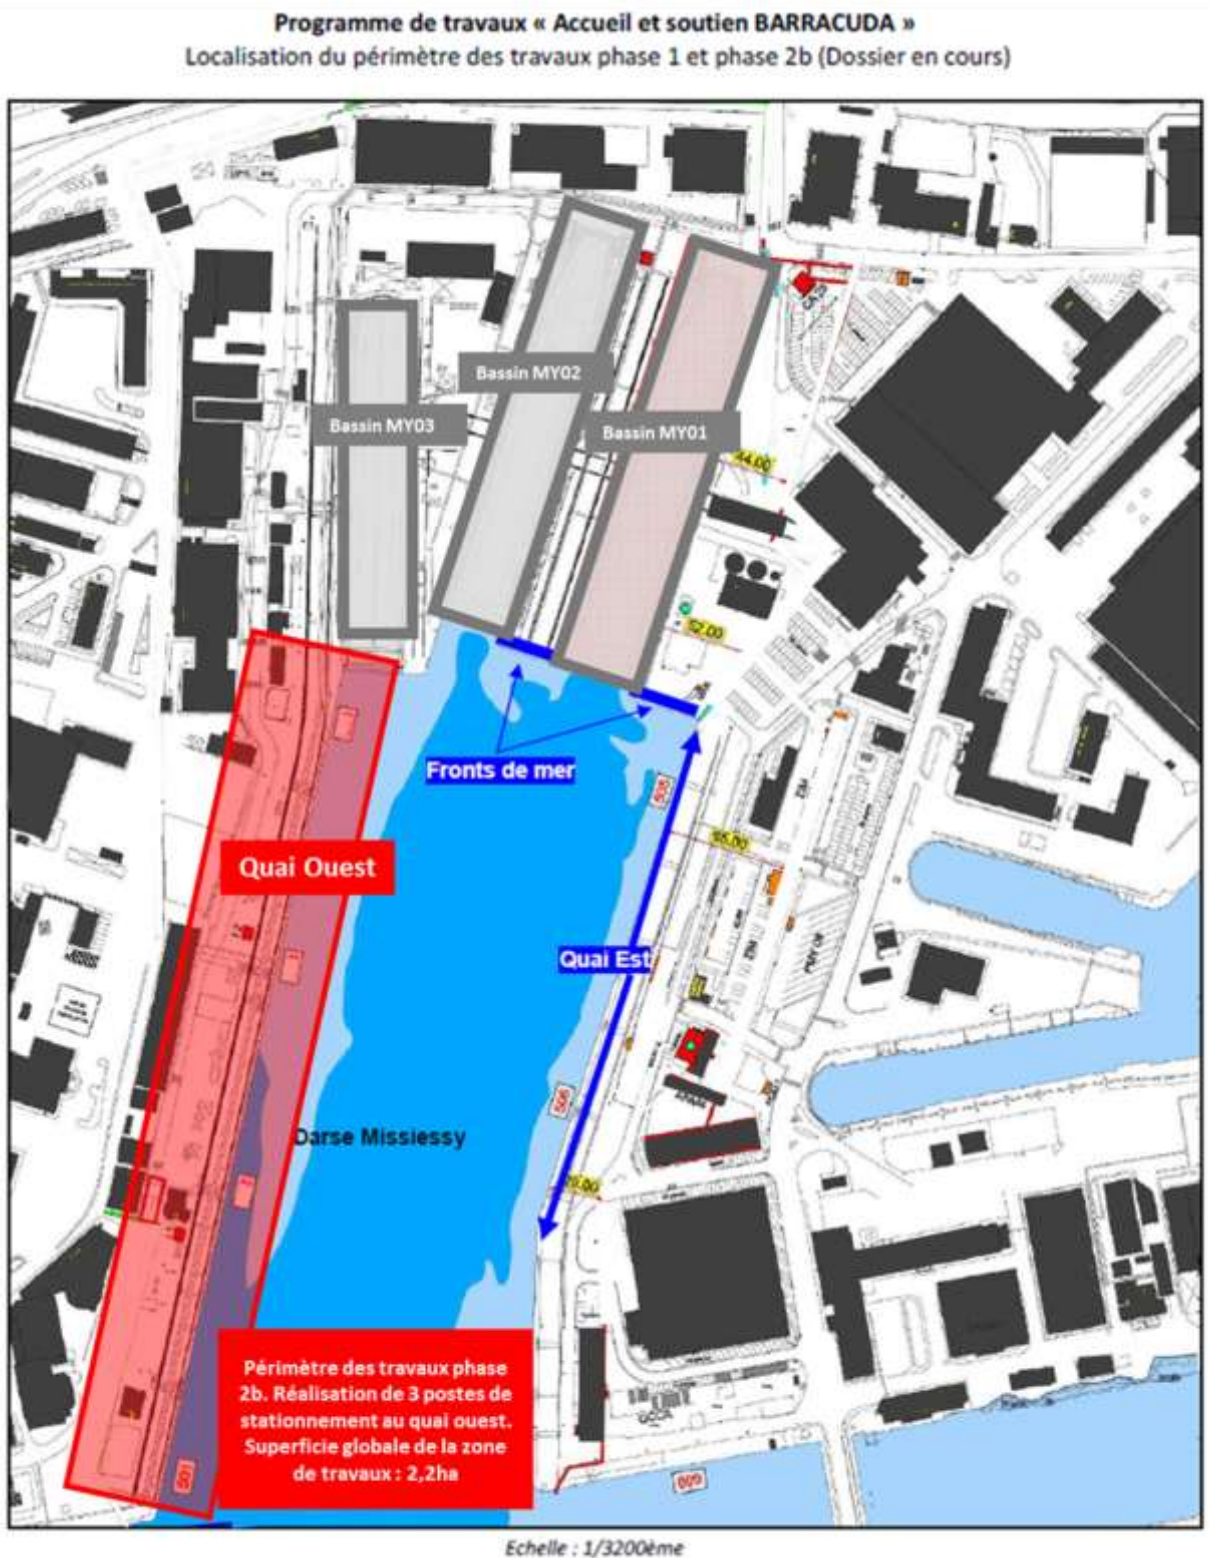 Programme de travaux « Accueil et soutien BARRACUDA »
Localisation du périmètre des travaux phase 1 et phase 2b (Dossier en cours)
Bassin MY02
Bassin MY03
Bassin MY01
44.00
52.00
Fronts de mer
Quai Ouest
Quai Est
Darse Missiessy
Périmètre des travaux phase
2b. Réalisation de 3 postes de
stationnement au quai ouest.
Superficie globale de la zone
de travaux : 2,2ha
Echelle : 1/3200ème